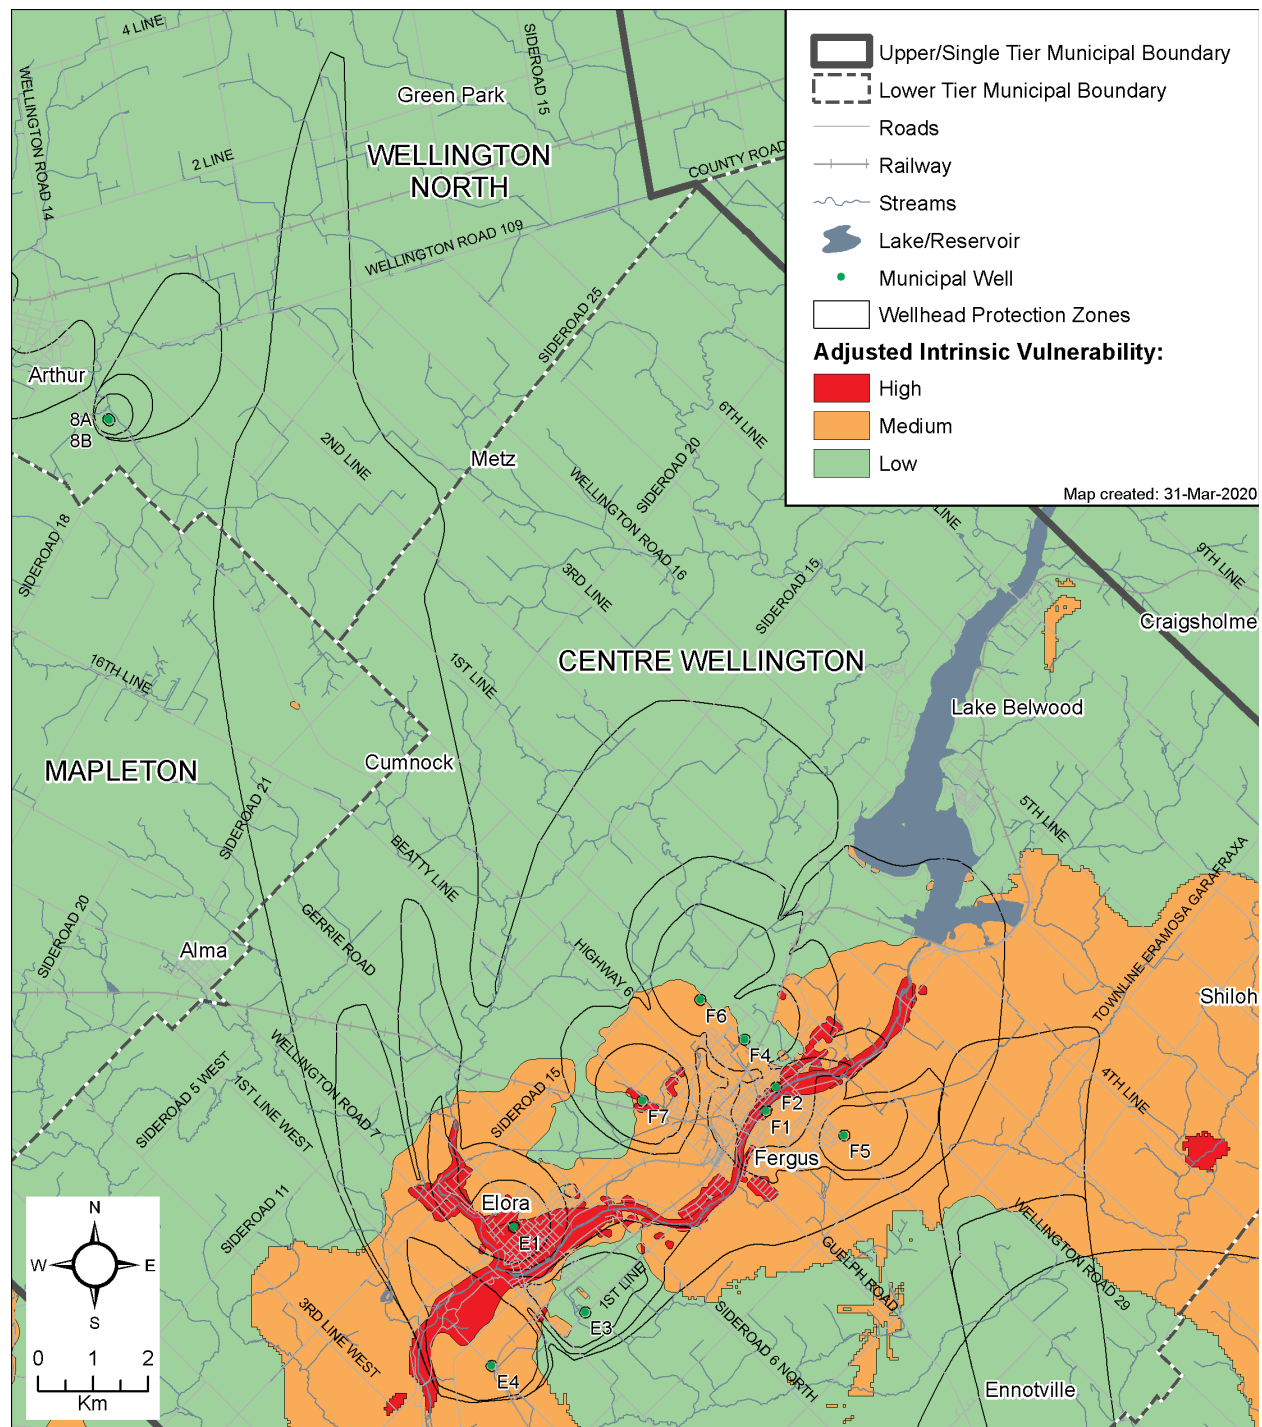 4 LINE
SIDEROAD 15
Green Park
WELLINGTON ROAD 14
2 LINE
WELLINGTON
NORTH
COUNTY ROAD
WELLINGTON ROAD 109
SIDEROAD 25
Arthur
8A
8B
2ND LINE
Metz
6TH LINE
SIDEROAD 20
WELLINGTON ROAD 16
SIDEROAD 18
3RD LINE
SIDEROAD 15
LINE
9TH LINE
Craigsholme
16TH LINE
1ST LINE
CENTRE WELLINGTON
Lake Belwood
MAPLETON
Cumnock
SIDEROAD 21
BEATTY LINE
5TH LINE
SIDEROAD 20
GERRIE ROAD
Alma
HIGHWAY 6
TOWNLINE ERAMOSA GARAFRAXA
Shiloh
F6
F4
SIDEROAD 5 WEST
1ST LINE WEST
WELLINGTON ROAD 7
SIDEROAD 15
F7
F2
F1
F5
Fergus
4TH LINE
Elora
E1
SIDEROAD 11
WELLINGTON ROAD 29
GUELPH ROAD
1ST LINE
E3
3RD LINE WEST
E4
SIDEROAD 6 NORTH
Ennotville
Upper/Single Tier Municipal Boundary
Lower Tier Municipal Boundary
Roads
Railway
Streams
Lake/Reservoir
Municipal Well
Wellhead Protection Zones
Adjusted Intrinsic Vulnerability:
High
Medium
Low
Map created: 31-Mar-2020
N
W E
S
0 1 2
Km